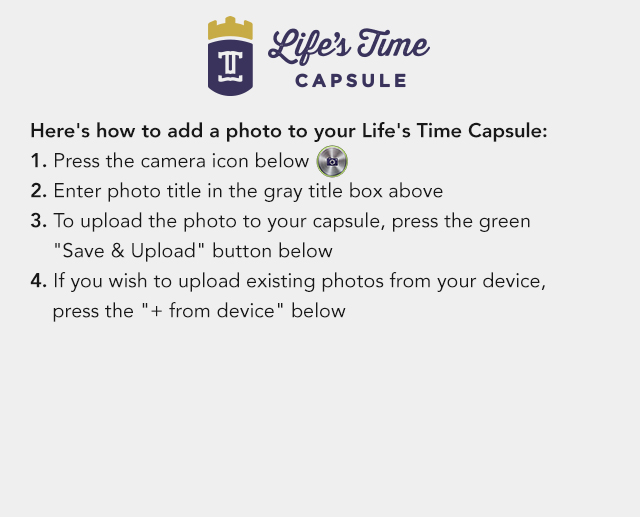 Life's Time
CAPSULE
Here's how to add a photo to your Life's Time Capsule:
1. Press the camera icon below
2. Enter photo title in the gray title box above
3. To upload the photo to your capsule, press the green
"Save & Upload" button below
4. If you wish to upload existing photos from your device,
press the "+ from device" below